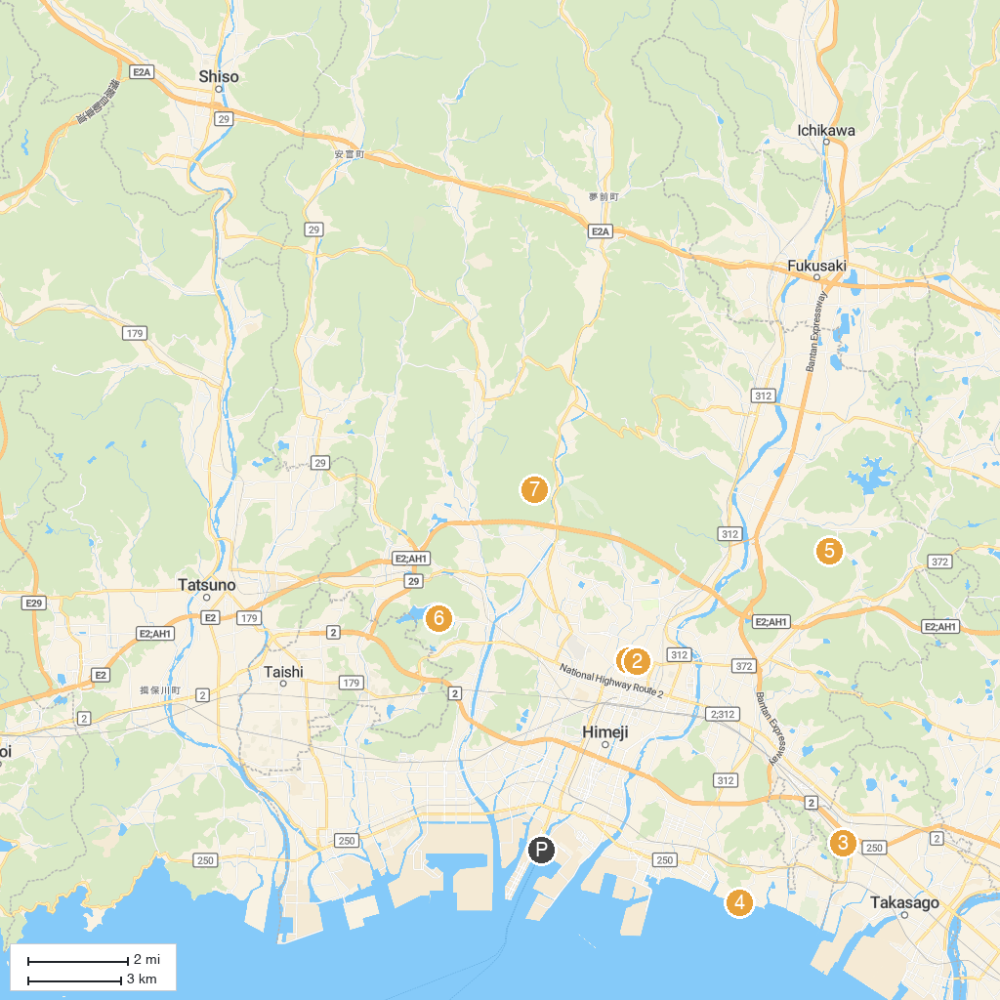 Shiso
E2A
29
Ichikawa
安富町
夢前町
29
E2A
Fukusaki
179
Bantan Expressway
312
29
7
312
5
E2;AH1
372
29
Tatsuno
E29
E2
179
6
E2;AH1
E2;AH1
E2;AH1
2
312
2
Taishi
372
E2
179
National Highway Route 2
揖保川町
2
2
2
2;312
Bantan Expressway
Himeji
oi
312
2
250
3
250
2
P
250
250
4
Takasago
2 mi
3 km